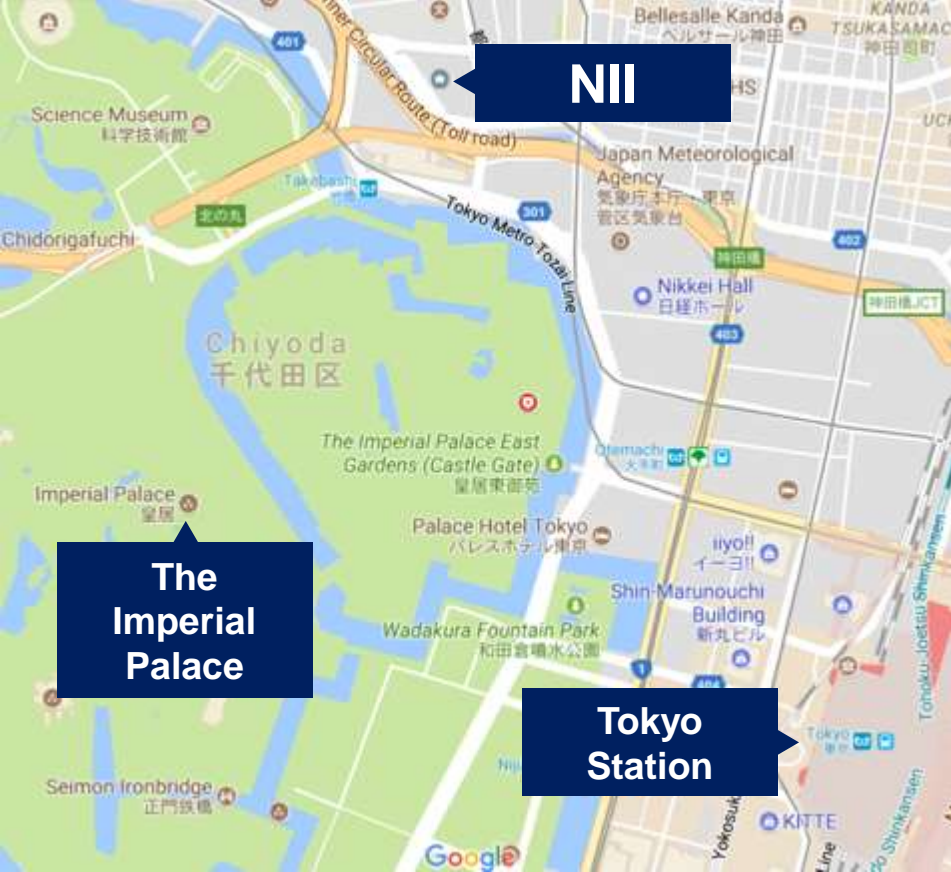 Bellesalle Kanda
ベルサール神田
KANDA
TSUKASAMAC
神田司町
401
Inner Circular Route (Toll road)
NII
HS
UC
Science Museum
科学技術館
Japan Meteorological
Agency
気象庁本庁・東京
管区気象台
Takebashi
301
Tokyo Metro Tozai Line
北の丸
Chidorigafuchi
402
神田橋
Nikkei Hall
日経ホール
神田橋JCT
403
Chiyoda
千代田区
The Imperial Palace East
Gardens (Castle Gate)
皇居東御苑
Otemachi
大手町
Imperial Palace
皇居
Palace Hotel Tokyo
パレスホテル東京
iiyo!!
イーヨ!!
The
Imperial
Palace
Shin-Marunouchi
Building
新丸ビル
Wadakura Fountain Park
和田倉噴水公園
1
404
Tohoku-Joetsu Shinkansen
Tokyo
Station
Tokyo
東京
Niju
Seimon Ironbridge
正門鉄橋
KITTE
Yokosuk
Line
do Shinkansen
Google